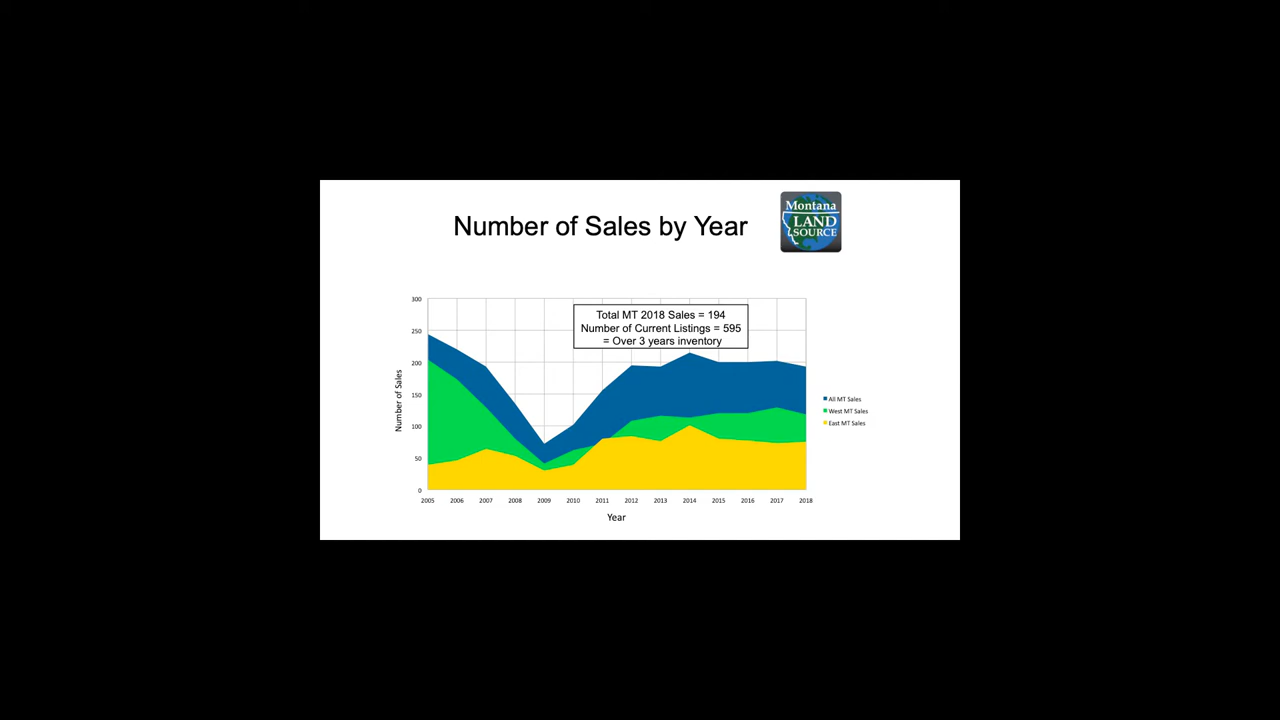 Number of Sales by Year
Montana
LAND
SOURCE
Total MT 2018 Sales = 194
Number of Current Listings = 595
= Over 3 years inventory
300
250
200
150
100
50
0
Number of Sales
2005 2006 2007 2008 2009 2010 2011 2012 2013 2014 2015 2016 2017 2018
Year
All MT Sales
West MT Sales
East MT Sales